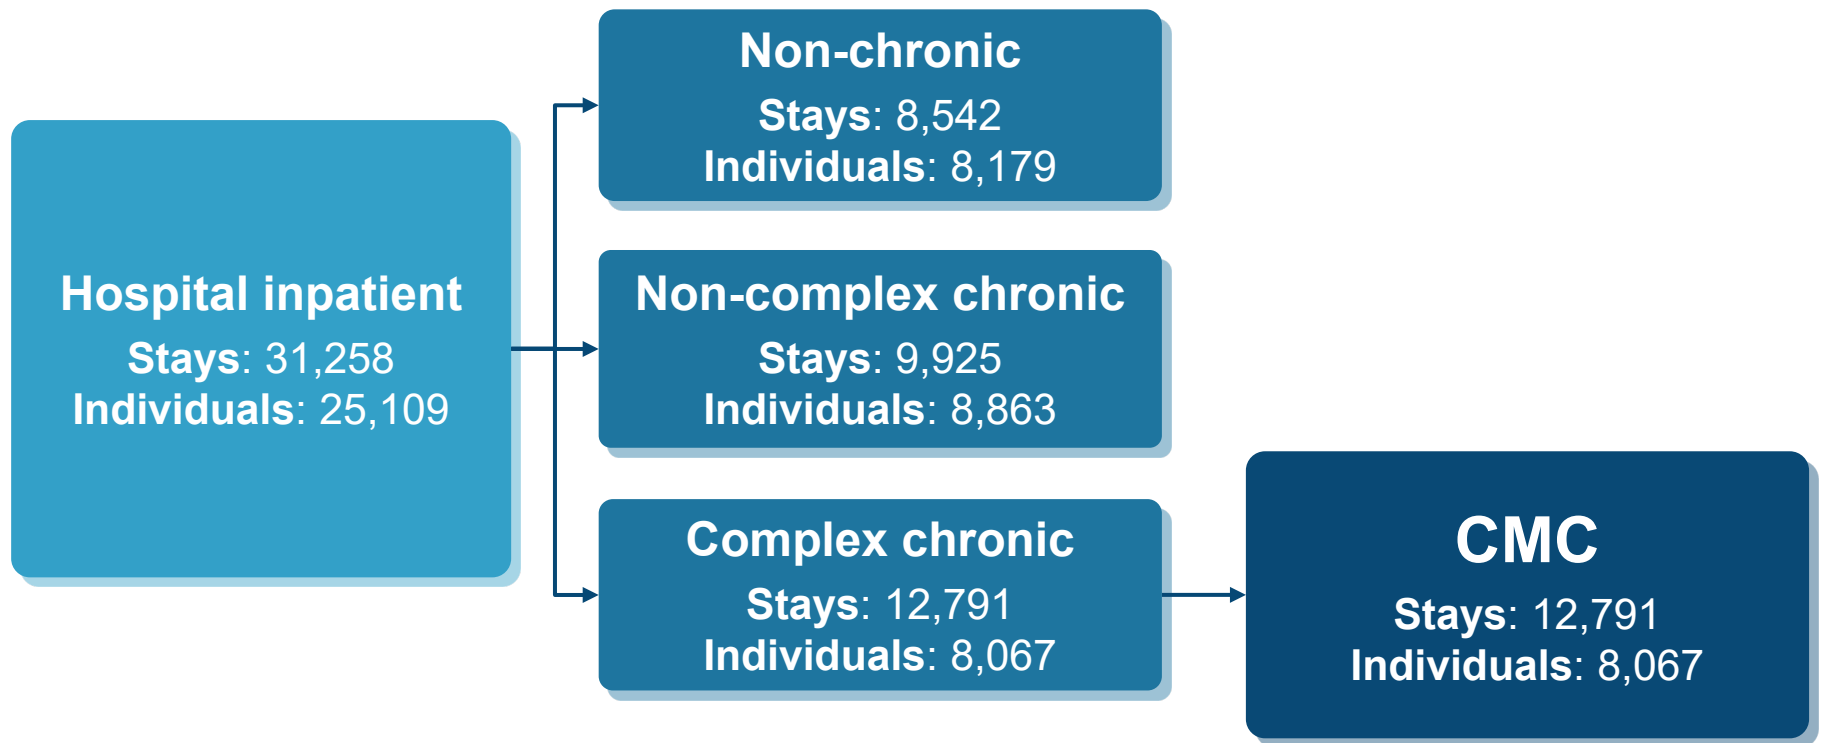 Hospital inpatient
Stays: 31,258
Individuals: 25,109
Non-chronic
Stays: 8,542
Individuals: 8,179
Non-complex chronic
Stays: 9,925
Individuals: 8,863
Complex chronic
Stays: 12,791
Individuals: 8,067
CMC
Stays: 12,791
Individuals: 8,067